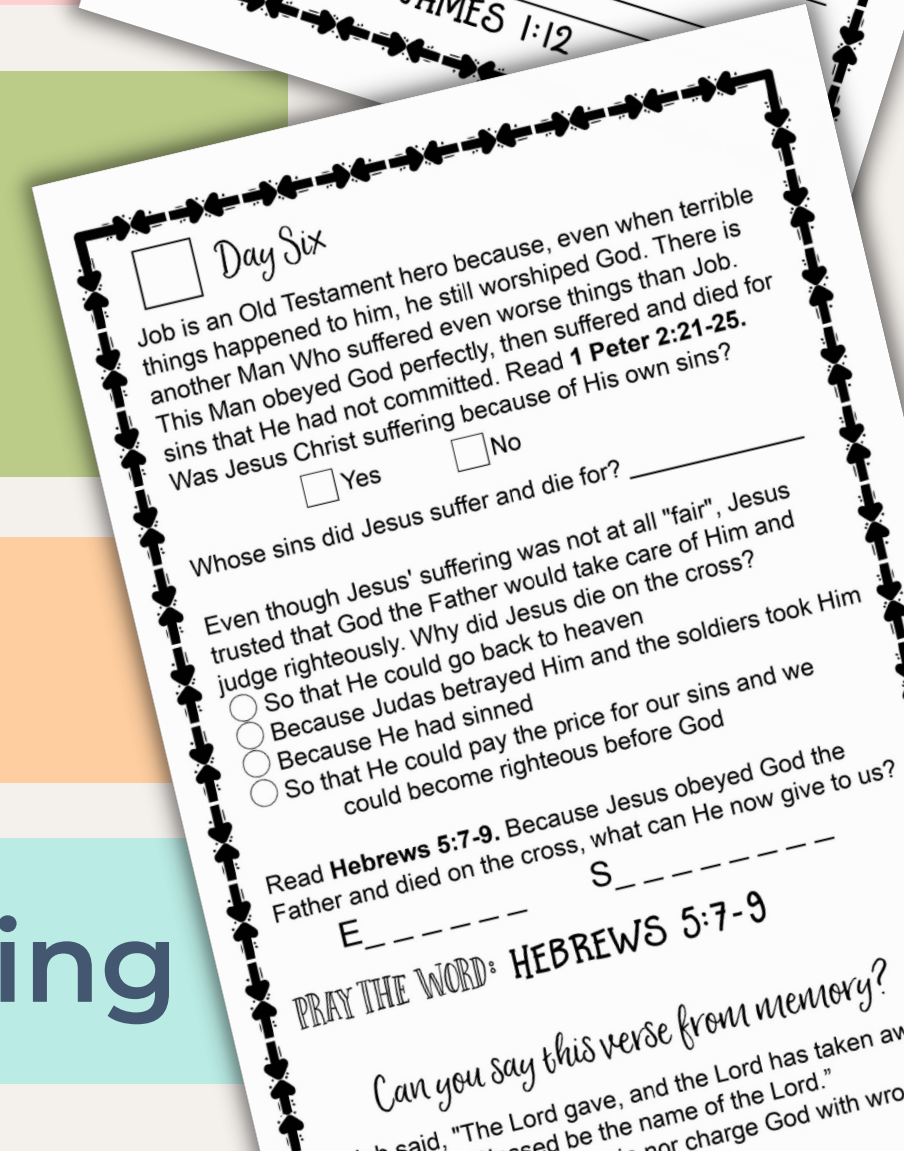 JAMES 1:12
Day Six
Job is an Old Testament hero because, even when terrible
things happened to him, he still worshiped God. There is
another Man Who suffered even worse things than Job.
This Man obeyed God perfectly, then suffered and died for
sins that He had not committed. Read 1 Peter 2:21-25.
Was Jesus Christ suffering because of His own sins?
Yes No
Whose sins did Jesus suffer and die for? ____________
Even though Jesus' suffering was not at all "fair", Jesus
trusted that God the Father would take care of Him and
judge righteously. Why did Jesus die on the cross?
So that He could go back to heaven
Because Judas betrayed Him and the soldiers took Him
Because He had sinned
So that He could pay the price for our sins and we
could become righteous before God
Read Hebrews 5:7-9. Because Jesus obeyed God the
Father and died on the cross, what can He now give to us?
E_ _ _ _ _ _ S_ _ _ _ _ _ _ _
PRAY THE WORD: HEBREWS 5:7-9
Can you say this verse from memory?
said, "The Lord gave, and the Lord has taken
be the name of the Lord."
nor charge God with
ing